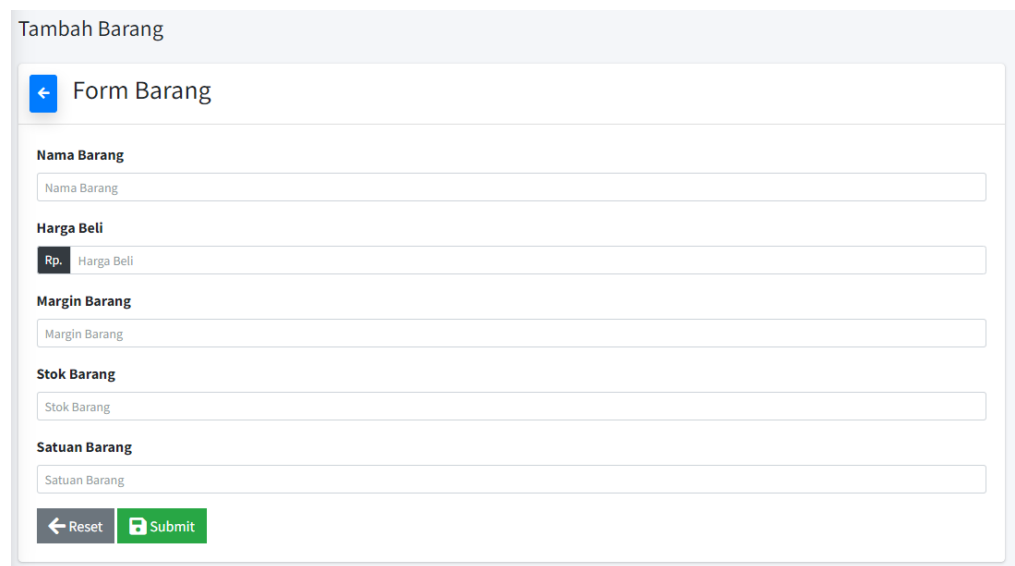 Tambah Barang
Form Barang
Nama Barang
Nama Barang
Harga Beli
Rp. Harga Beli
Margin Barang
Margin Barang
Stok Barang
Stok Barang
Satuan Barang
Satuan Barang
Reset Submit